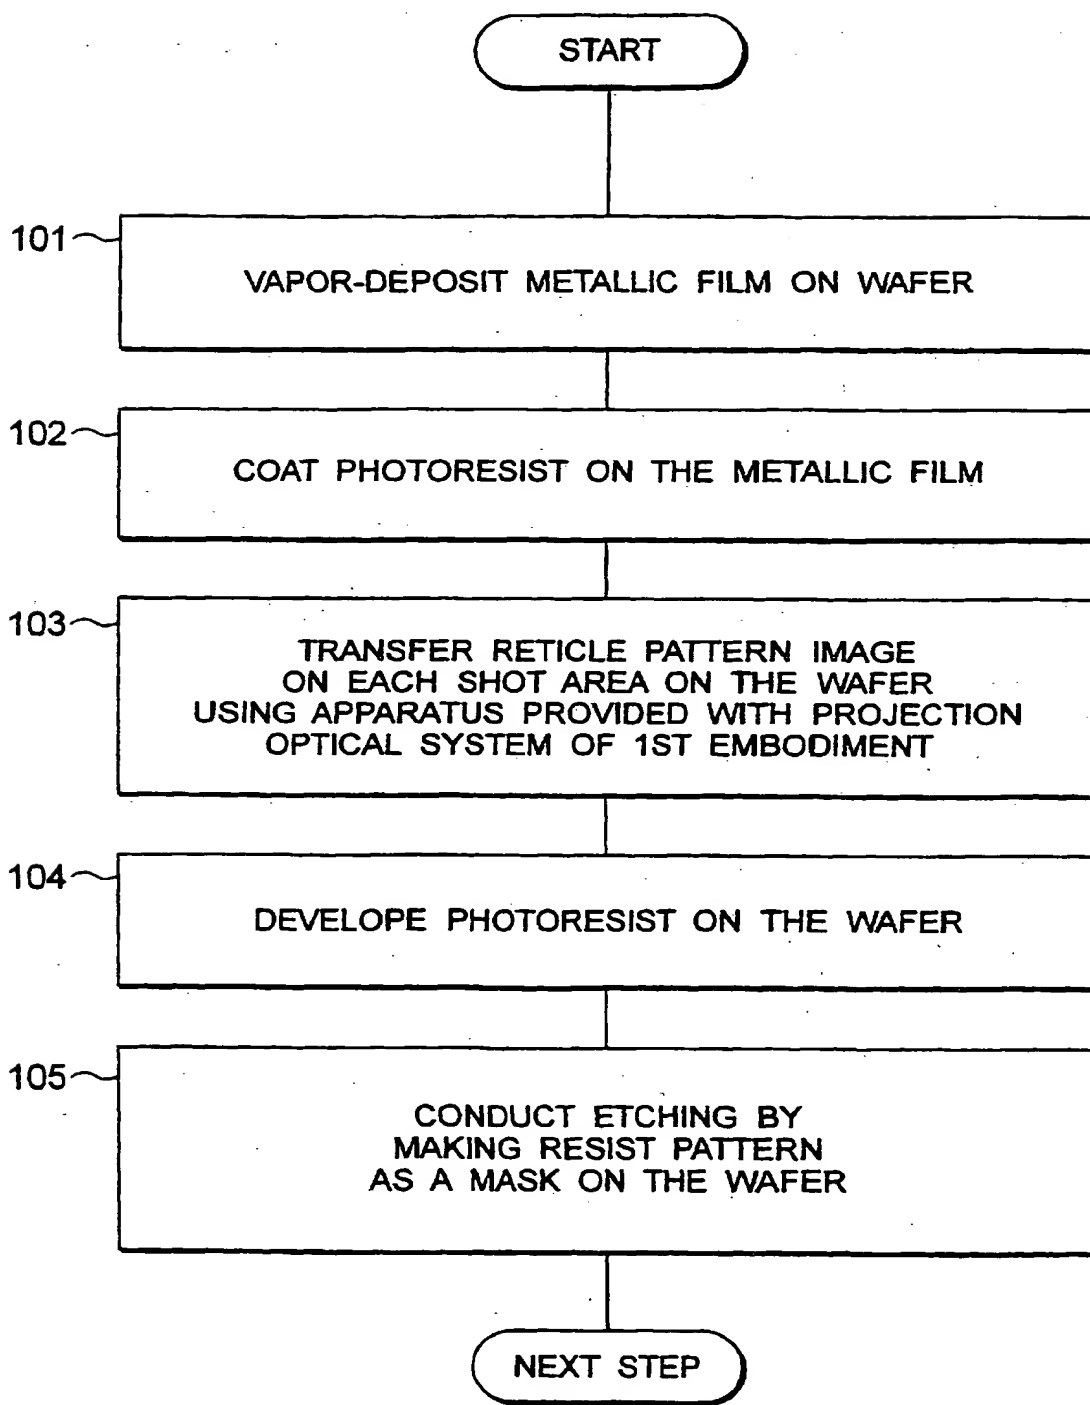 START
101
VAPOR-DEPOSIT METALLIC FILM ON WAFER
102
COAT PHOTORESIST ON THE METALLIC FILM
103
TRANSFER RETICLE PATTERN IMAGE
ON EACH SHOT AREA ON THE WAFER
USING APPARATUS PROVIDED WITH PROJECTION
OPTICAL SYSTEM OF 1ST EMBODIMENT
104
DEVELOPE PHOTORESIST ON THE WAFER
105
CONDUCT ETCHING BY
MAKING RESIST PATTERN
AS A MASK ON THE WAFER
NEXT STEP